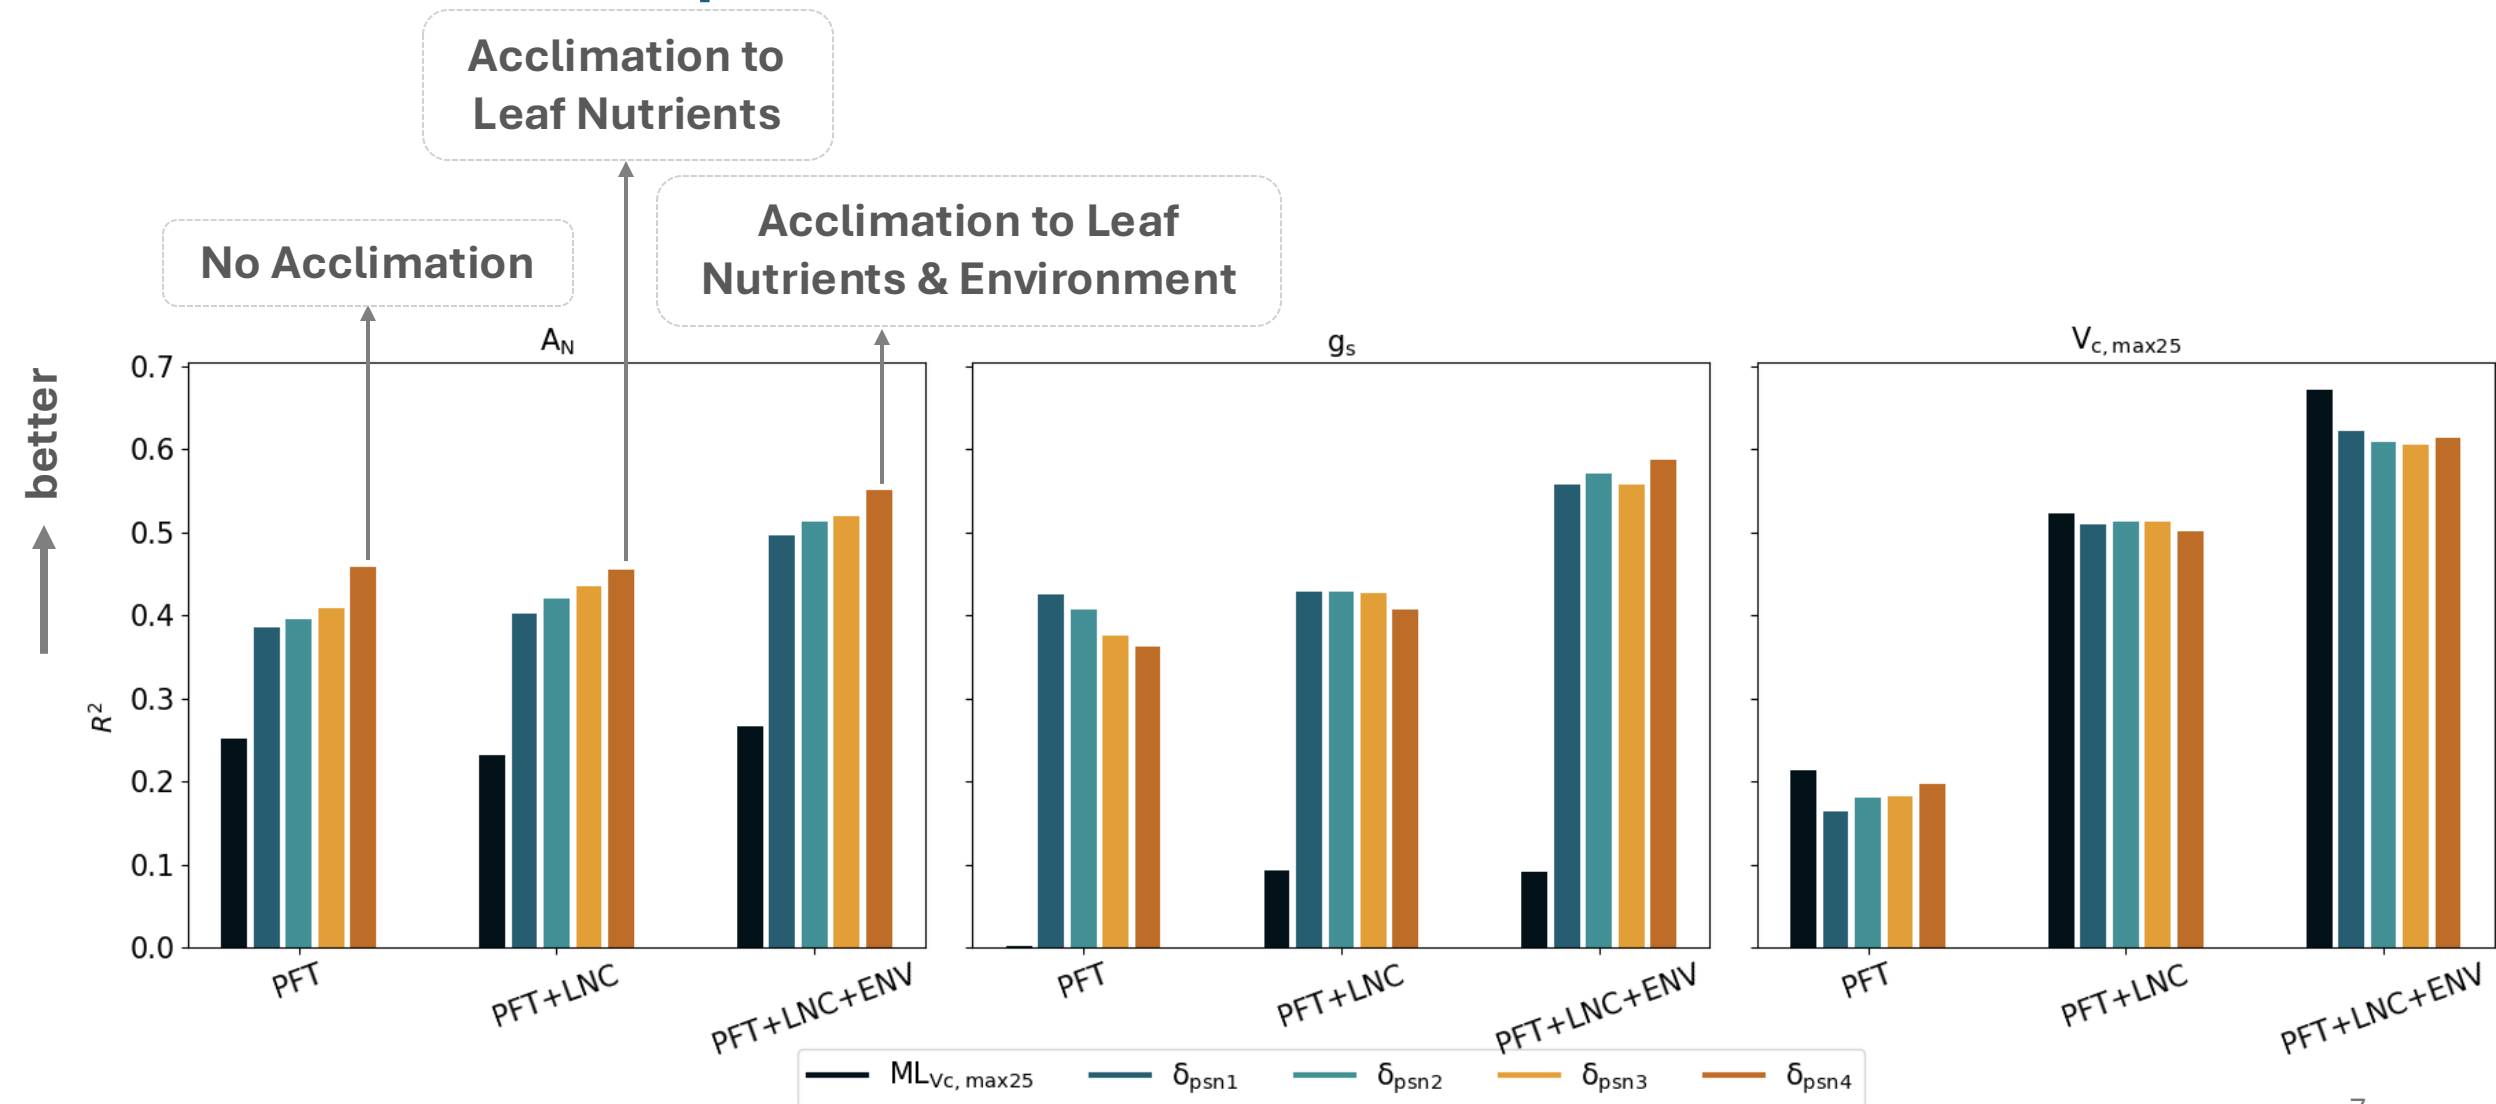 Acclimation to
Leaf Nutrients
Acclimation to Leaf
Nutrients & Environment
No Acclimation
better
A_N
g_s
V_c, max25
0.7
0.6
0.5
0.4
0.3
0.2
0.1
0.0
R²
PFT
PFT+LNC
PFT+LNC+ENV
PFT
PFT+LNC
PFT+LNC+ENV
PFT
PFT+LNC
PFT+LNC+ENV
ML_Vc, max25
δ_psn1
δ_psn2
δ_psn3
δ_psn4